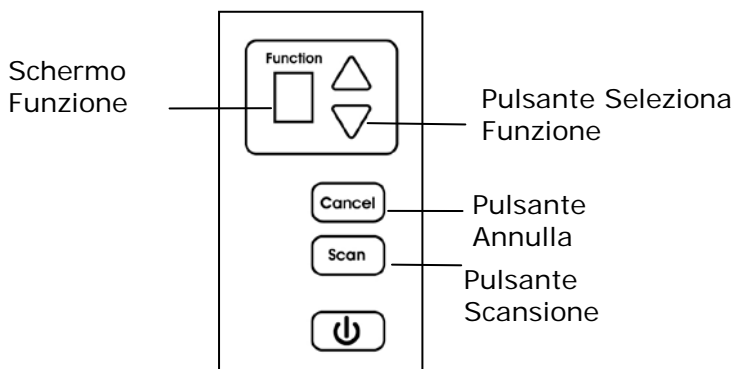 Function
Schermo
Funzione
Pulsante Seleziona
Funzione
Cancel
Pulsante
Annulla
Scan
Pulsante
Scansione